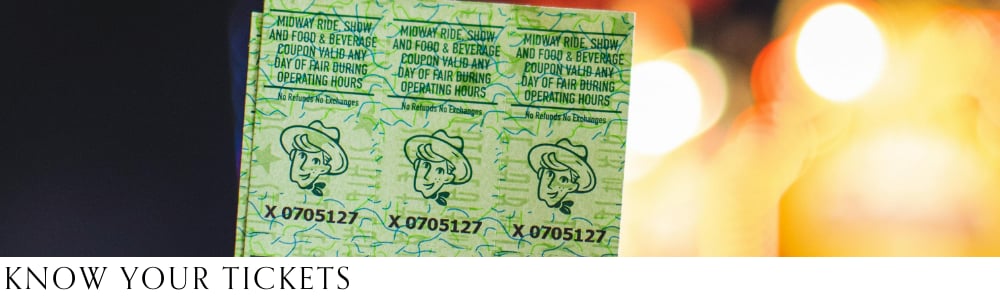 MIDWAY RIDE, SHOW
AND FOOD & BEVERAGE
COUPON VALID ANY
DAY OF FAIR DURING
OPERATING HOURS
No Refunds No Exchanges
X 0705127
MIDWAY RIDE, SHOW
AND FOOD & BEVERAGE
COUPON VALID ANY
DAY OF FAIR DURING
OPERATING HOURS
No Refunds No Exchanges
X 0705127
MIDWAY RIDE, SHOW
AND FOOD & BEVERAGE
COUPON VALID ANY
DAY OF FAIR DURING
OPERATING HOURS
No Refunds No Exchanges
X 0705127
KNOW YOUR TICKETS